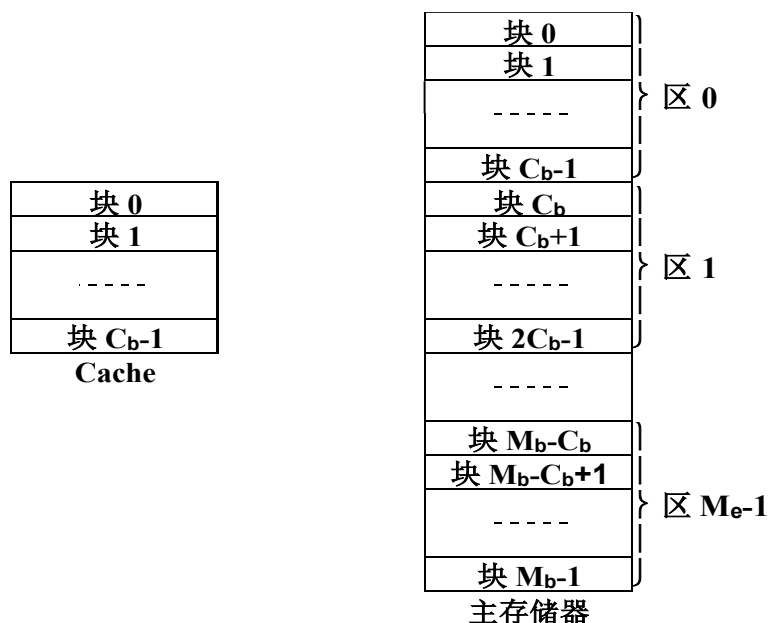 块 0
块 1
块 Cb-1
Cache
块 0
块 1
块 Cb-1
块 Cb
块 Cb+1
块 2Cb-1
块 Mb-Cb
块 Mb-Cb+1
块 Mb-1
主存储器
区 0
区 1
区 Me-1